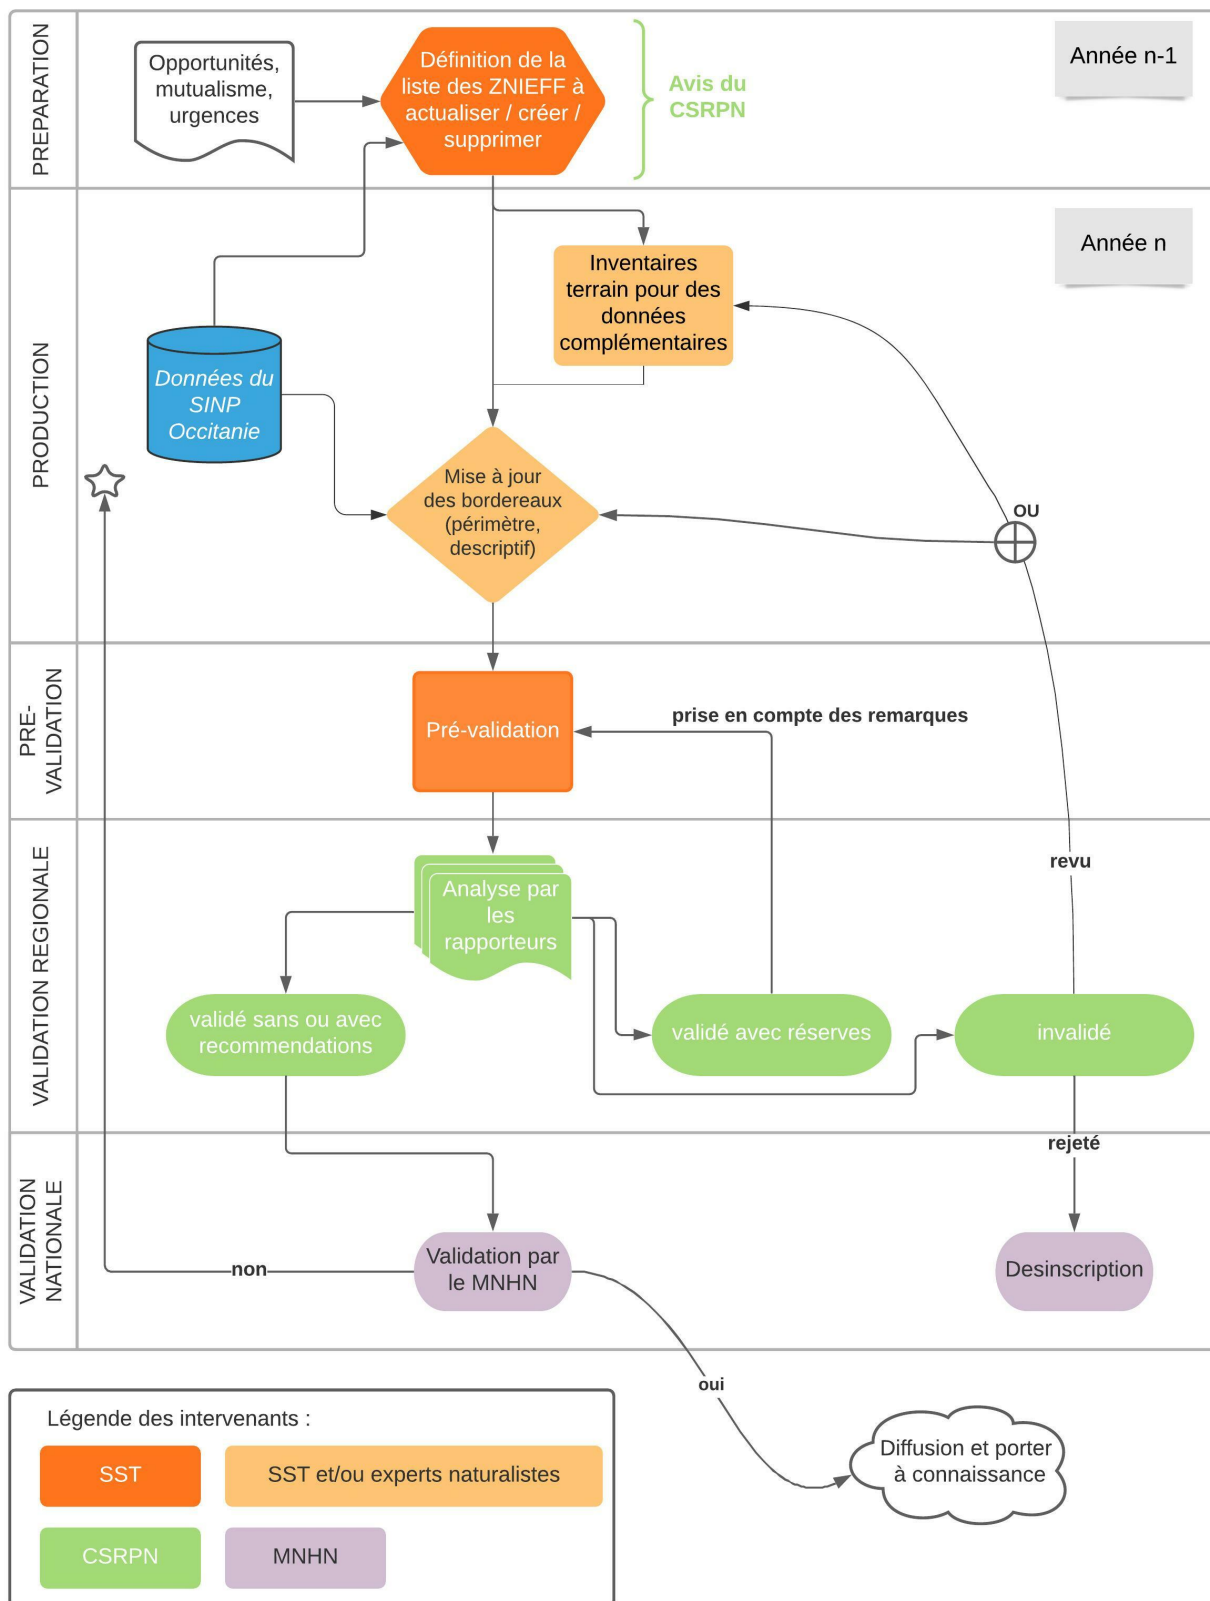 PREPARATION
Opportunités,
mutualisme,
urgences
Définition de la
liste des ZNIEFF à
actualiser / créer /
supprimer
Avis du
CSRPN
Année n-1
PRODUCTION
Année n
Inventaires
terrain pour des
données
complémentaires
Données du
SINP
Occitanie
Mise à jour
des bordereaux
(périmètre,
descriptif)
OU
PRE-
VALIDATION
Pré-validation
prise en compte des remarques
VALIDATION REGIONALE
revu
Analyse par
les
rapporteurs
validé sans ou avec
recommendations
validé avec réserves
invalidé
rejeté
VALIDATION
NATIONALE
non
Validation par
le MNHN
Desinscription
oui
Diffusion et porter
à connaissance
Légende des intervenants :
SST
SST et/ou experts naturalistes
CSRPN
MNHN